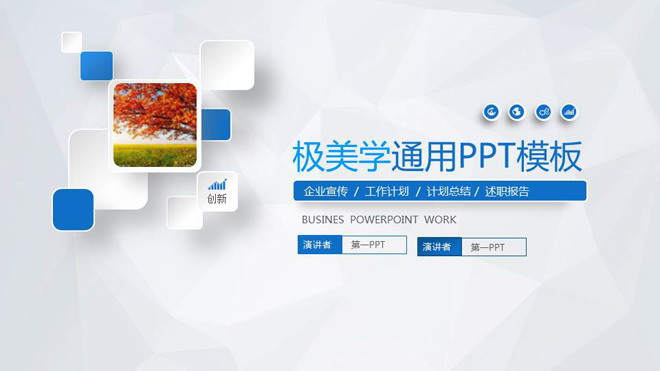 创新
极美学通用PPT模板
企业宣传 / 工作计划 / 计划总结 / 述职报告
BUSINES POWERPOINT WORK
演讲者 第一PPT 演讲者 第一PPT